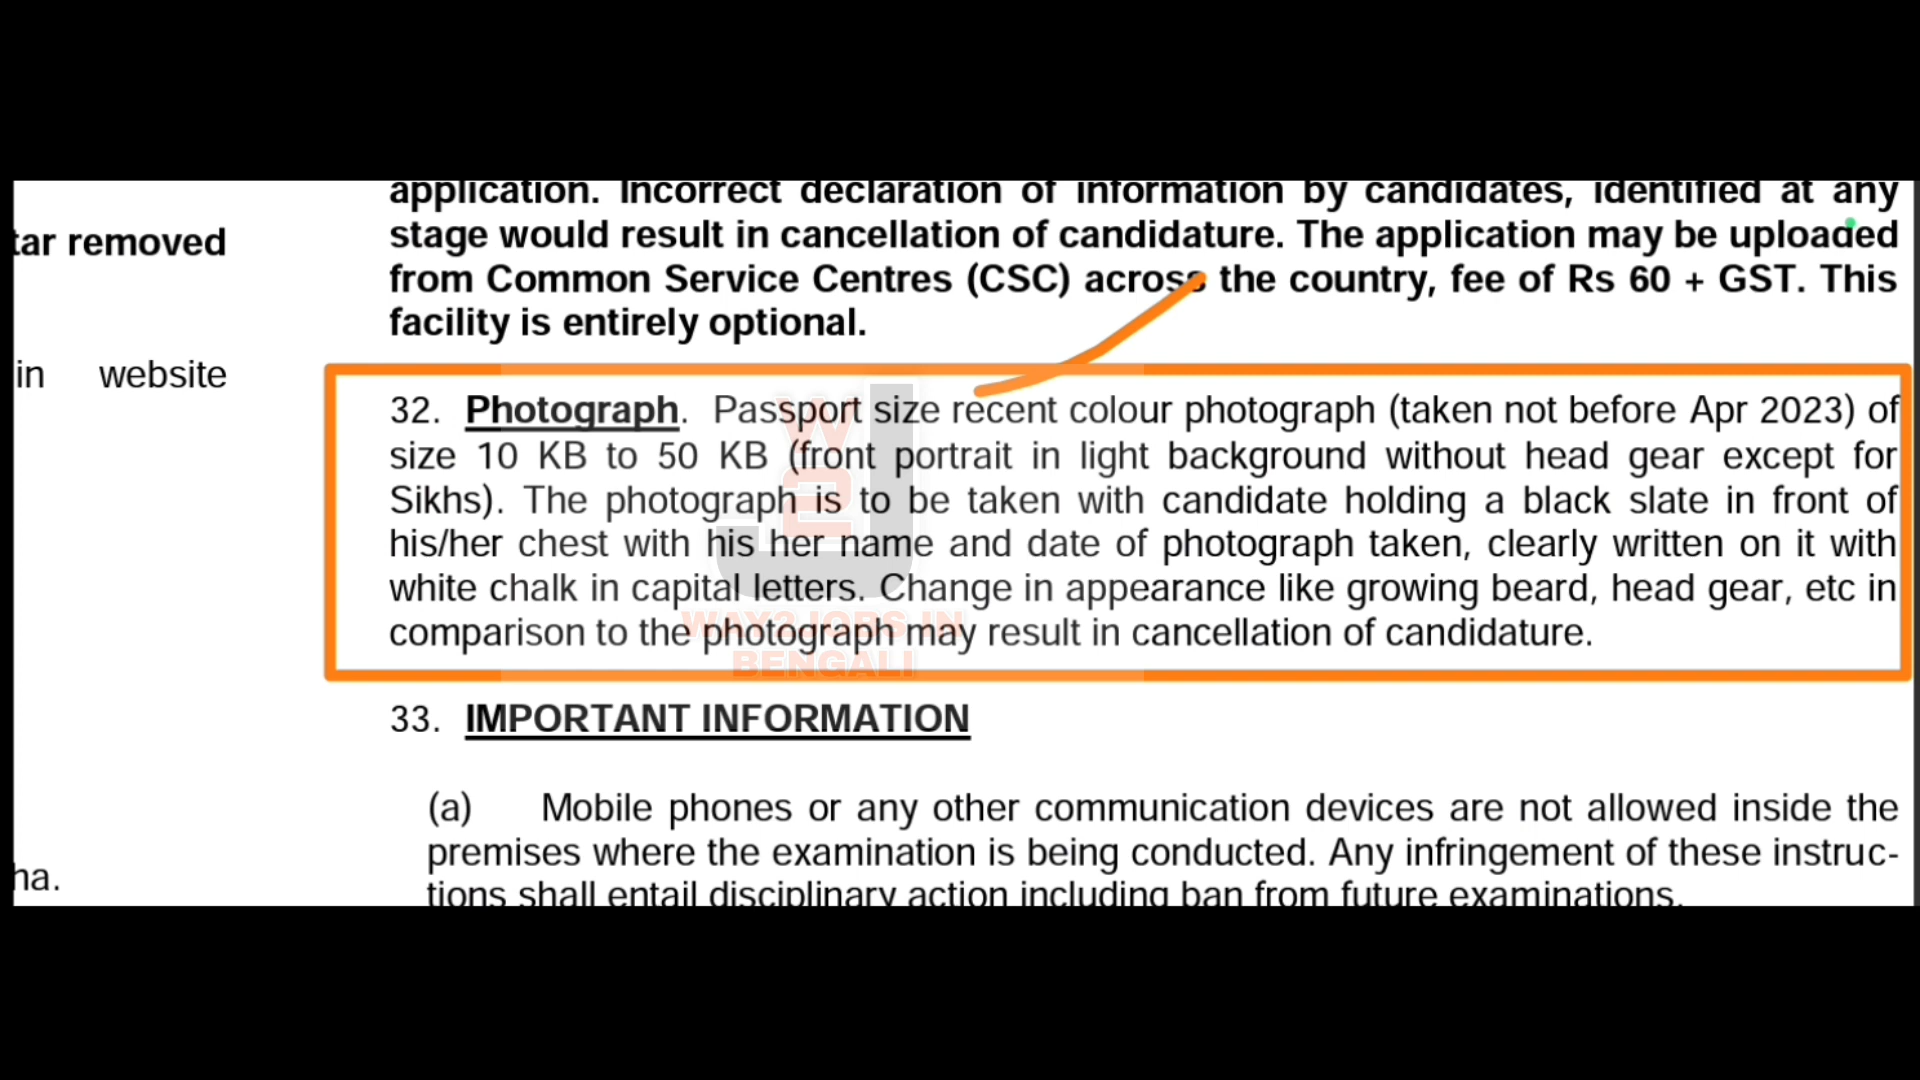 application. Incorrect declaration of information by candidates, identified at any
stage would result in cancellation of candidature. The application may be uploaded
from Common Service Centres (CSC) across the country, fee of Rs 60 + GST. This
facility is entirely optional.
tar removed
in website
ha.
32. Photograph. Passport size recent colour photograph (taken not before Apr 2023) of
size 10 KB to 50 KB (front portrait in light background without head gear except for
Sikhs). The photograph is to be taken with candidate holding a black slate in front of
his/her chest with his her name and date of photograph taken, clearly written on it with
white chalk in capital letters. Change in appearance like growing beard, head gear, etc in
comparison to the photograph may result in cancellation of candidature.
W
2
J
WAY2JOBS.IN
BENGALI
33. IMPORTANT INFORMATION
(a) Mobile phones or any other communication devices are not allowed inside the
premises where the examination is being conducted. Any infringement of these instruc-
tions shall entail disciplinary action including ban from future examinations.